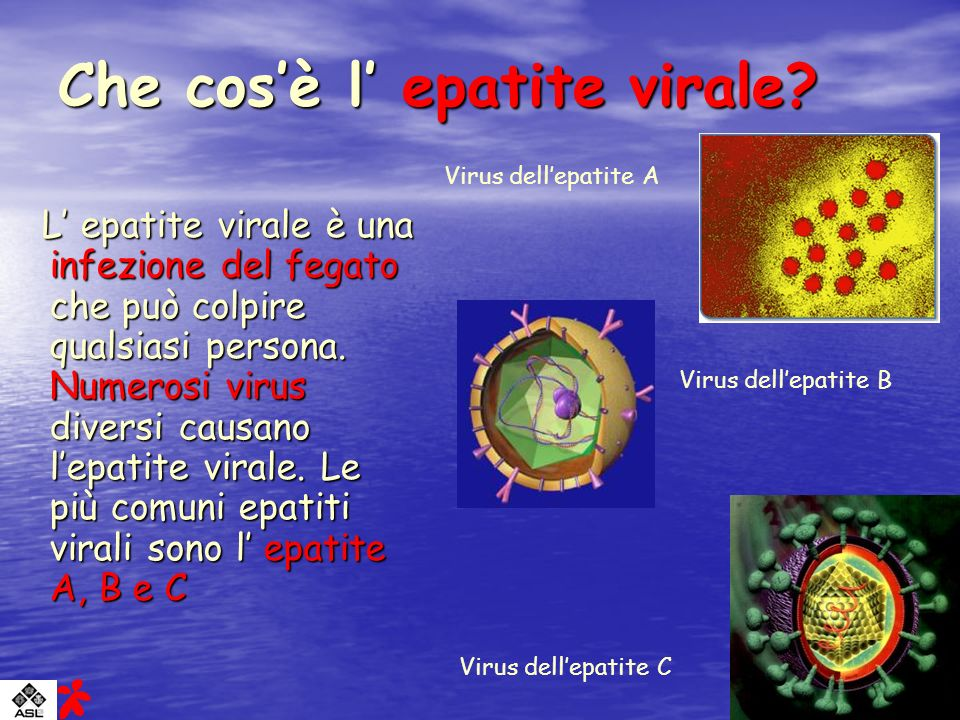 Che cos’è l’ epatite virale?
Virus dell’epatite A
L’ epatite virale è una
infezione del fegato
che può colpire
qualsiasi persona.
Numerosi virus
diversi causano
l’epatite virale. Le
più comuni epatiti
virali sono l’ epatite
A, B e C
Virus dell’epatite B
Virus dell’epatite C
ASL